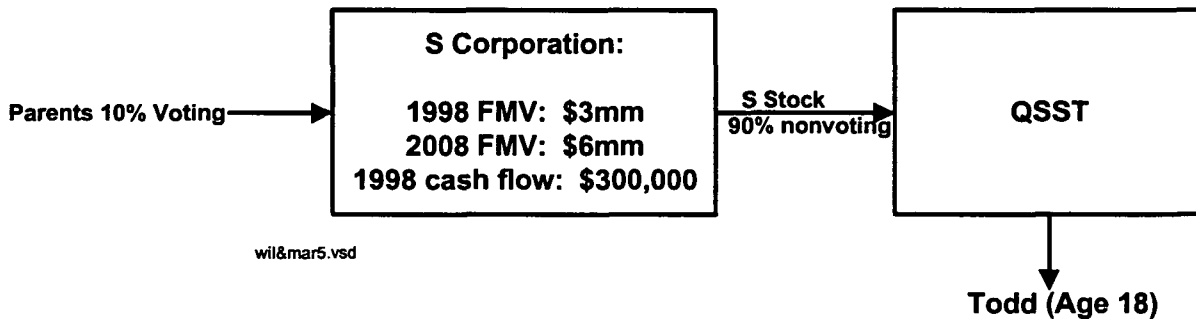 S Corporation:
Parents 10% Voting
1998 FMV: $3mm
2008 FMV: $6mm
1998 cash flow: $300,000
S Stock
90% nonvoting
QSST
wil&mar5.vsd
Todd (Age 18)